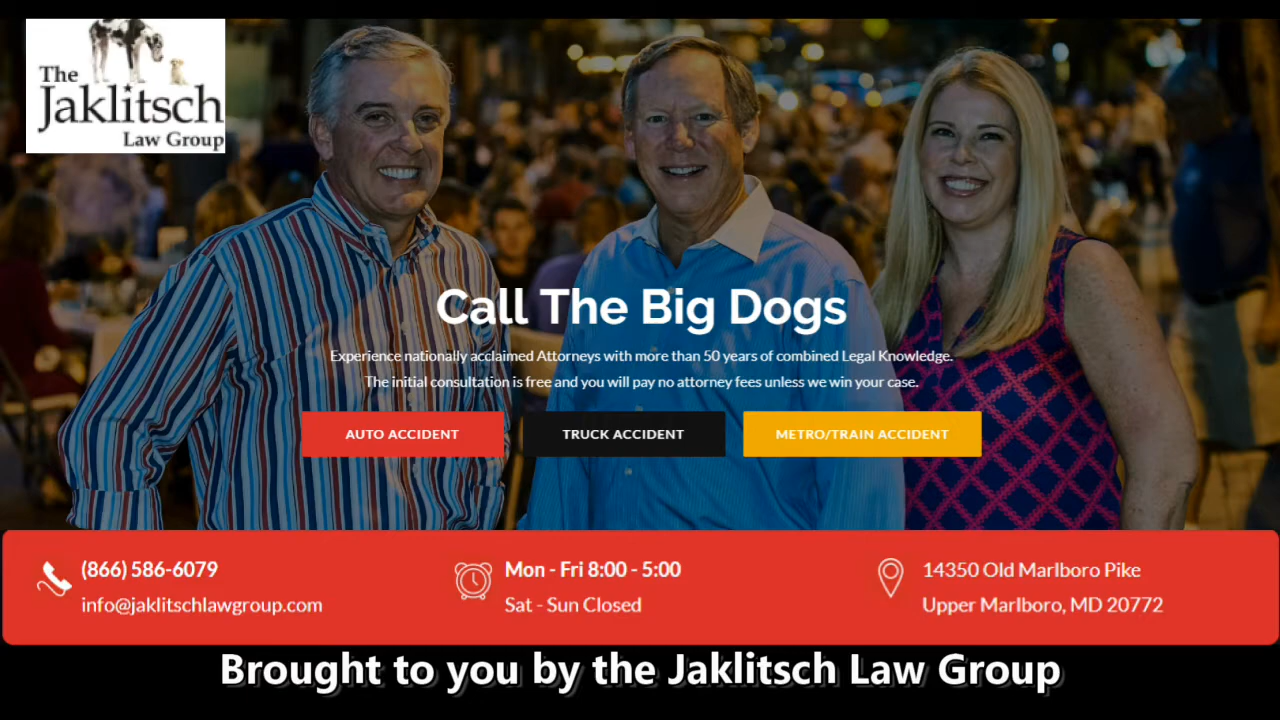 The
Jaklitsch
Law Group
Call The Big Dogs
Experience nationally acclaimed Attorneys with more than 50 years of combined Legal Knowledge.
The initial consultation is free and you will pay no attorney fees unless we win your case.
AUTO ACCIDENT
TRUCK ACCIDENT
METRO/TRAIN ACCIDENT
(866) 586-6079
info@jaklitschlawgroup.com
Mon - Fri 8:00 - 5:00
Sat - Sun Closed
14350 Old Marlboro Pike
Upper Marlboro, MD 20772
Brought to you by the Jaklitsch Law Group